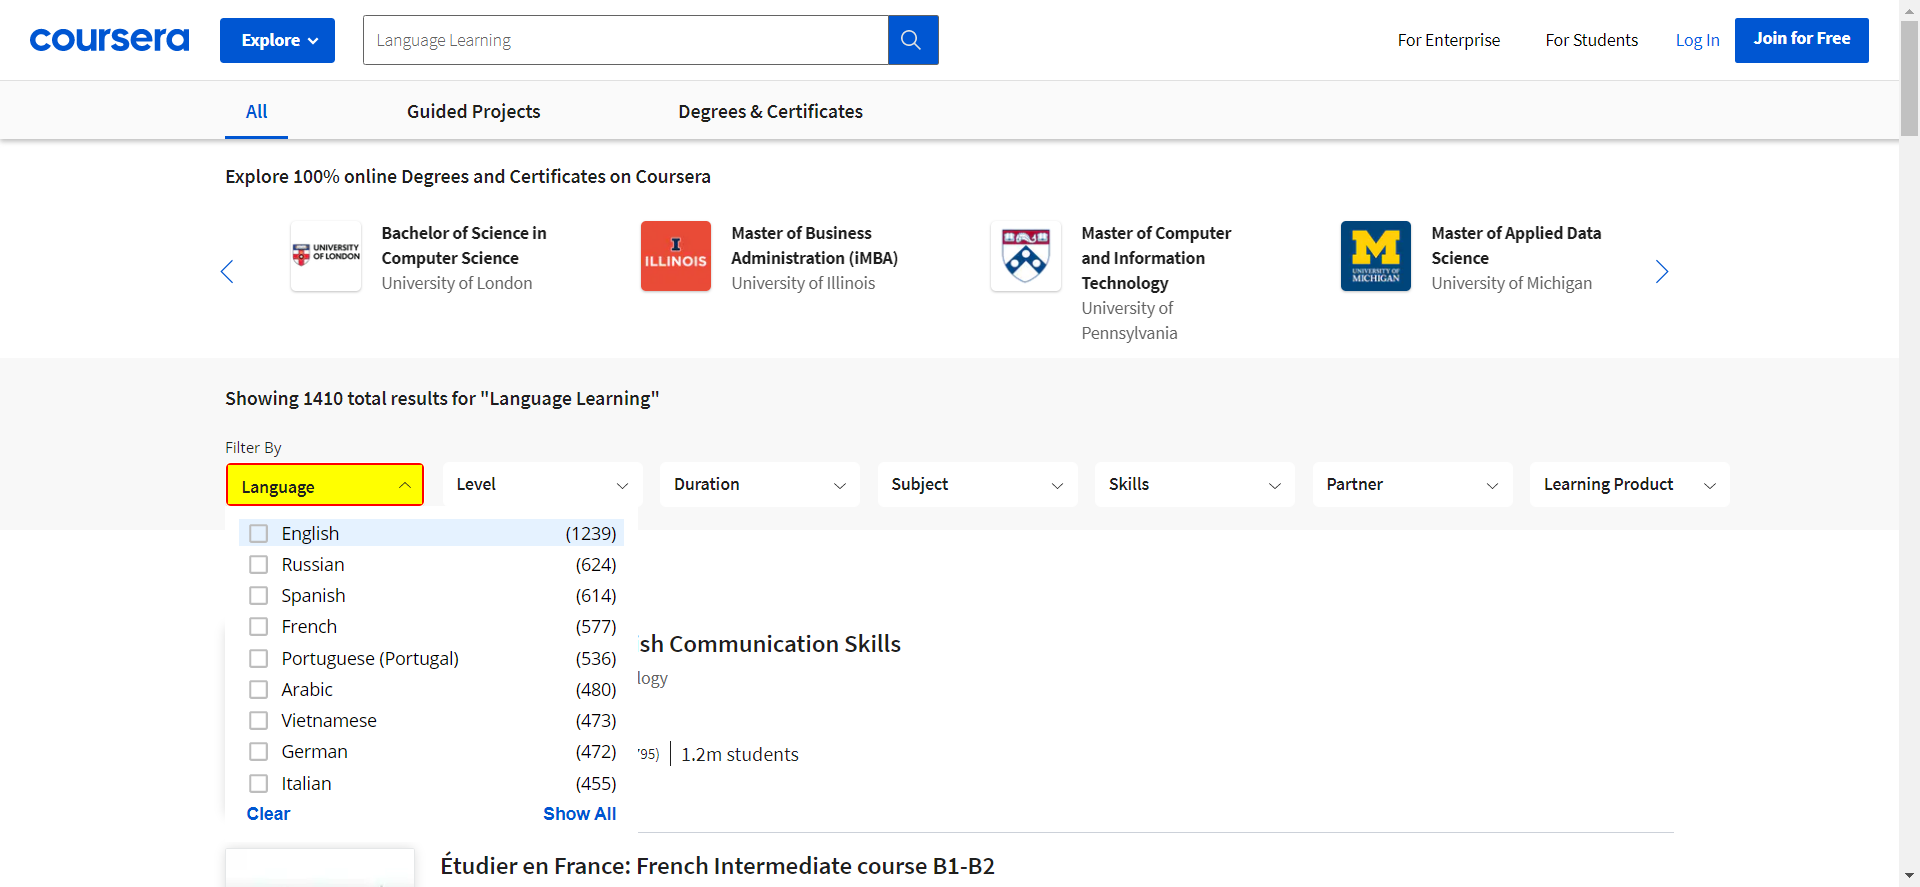 coursera
Explore
Language Learning
For Enterprise
For Students
Log In
Join for Free
All
Guided Projects
Degrees & Certificates
Explore 100% online Degrees and Certificates on Coursera
UNIVERSITY
OF LONDON
Bachelor of Science in
Computer Science
University of London
I
ILLINOIS
Master of Business
Administration (iMBA)
University of Illinois
Master of Computer
and Information
Technology
University of
Pennsylvania
M
UNIVERSITY OF
MICHIGAN
Master of Applied Data
Science
University of Michigan
Showing 1410 total results for "Language Learning"
Filter By
Language
Level
Duration
Subject
Skills
Partner
Learning Product
English (1239)
Russian (624)
Spanish (614)
French (577)
Portuguese (Portugal) (536)
Arabic (480)
Vietnamese (473)
German (472)
Italian (455)
Clear
Show All
sh Communication Skills
logy
95) 1.2m students
Étudier en France: French Intermediate course B1-B2